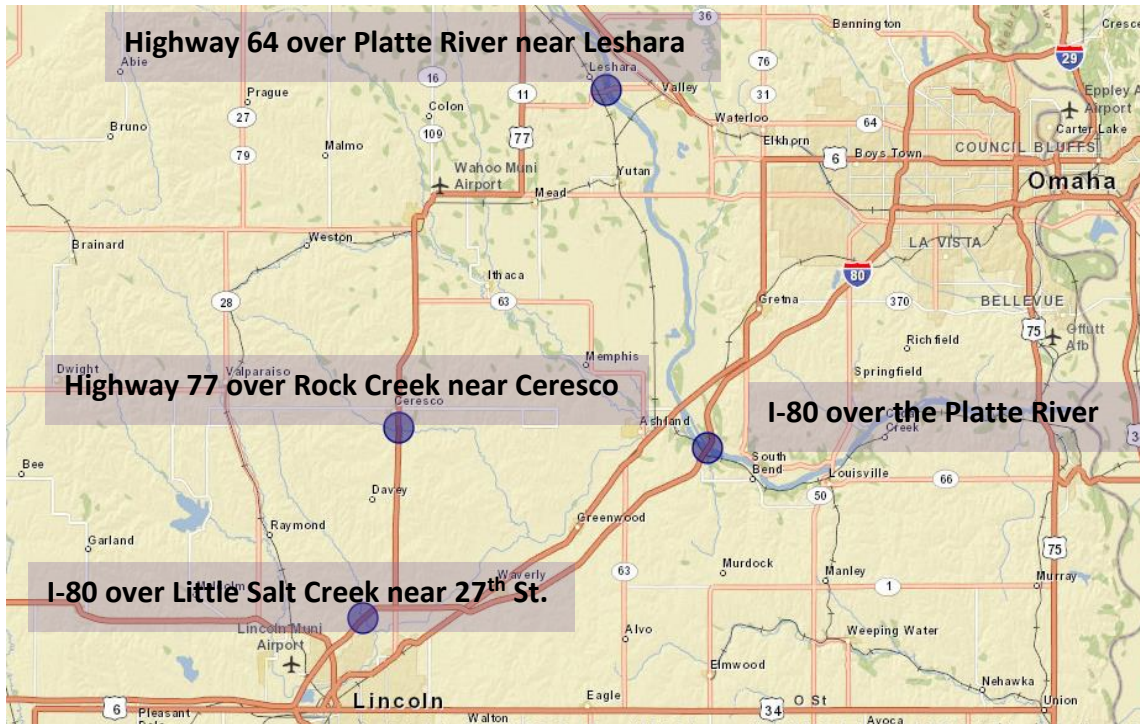 36
Bennington
Highway 64 over Platte River near Leshara
29
Abie
16
Leshara
76
Prague
11
Valley
31
Eppley A
Airport
Colon
Waterloo
27
64
Carter Lake
Bruno
109
77
Elkhorn
Malmo
6
Boys Town
COUNCIL BLUFFS
79
Wahoo Muni
Airport
Yutan
Omaha
Mead
Brainard
Weston
LA VISTA
Ithaca
80
28
63
Gretna
370
BELLEVUE
75
Offutt
Afb
Richfield
Memphis
Dwight
Valparaiso
Springfield
Highway 77 over Rock Creek near Ceresco
Ceresco
I-80 over the Platte River
Ashland
Creek
Bee
South
Bend
Louisville
66
Davey
50
Greenwood
Raymond
Garland
75
Murdock
63
Manley
1
Murray
Waverly
Malcolm
I-80 over Little Salt Creek near 27th St.
Lincoln Muni
Airport
Alvo
Weeping Water
Elmwood
Nehawka
6
Lincoln
Eagle
34
O St
Union
Pleasant
Walton
Avoca